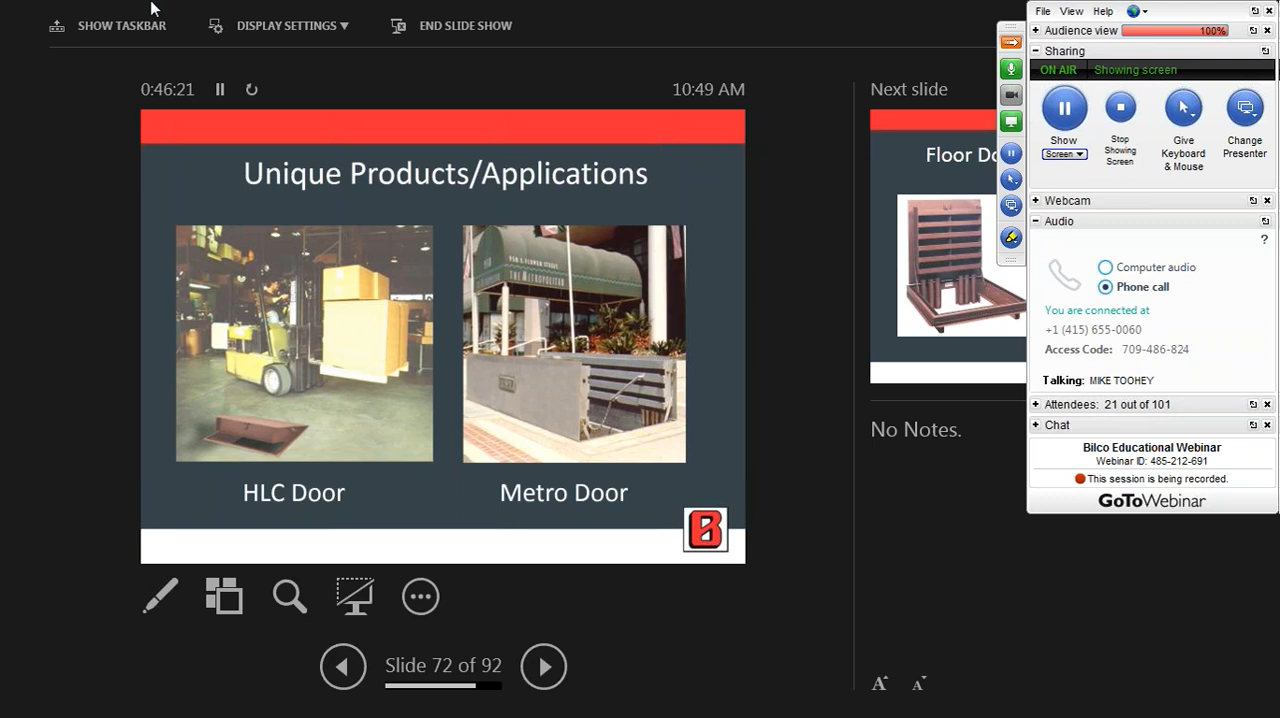 SHOW TASKBAR
DISPLAY SETTINGS ▼
END SLIDE SHOW
0:46:21
10:49 AM
Unique Products/Applications
THE METROPOLITAN
HLC Door
Metro Door
B
Slide 72 of 92
Next slide
Floor Do
No Notes.
A
A
File View Help
Audience view 100%
Sharing
ON AIR Showing screen
Show
Screen
Stop
Showing
Screen
Give
Keyboard
& Mouse
Change
Presenter
Webcam
Audio
?
Computer audio
Phone call
You are connected at
+1 (415) 655-0060
Access Code: 709-486-824
Talking: MIKE TOOHEY
Attendees: 21 out of 101
Chat
Bilco Educational Webinar
Webinar ID: 485-212-691
This session is being recorded.
GoToWebinar